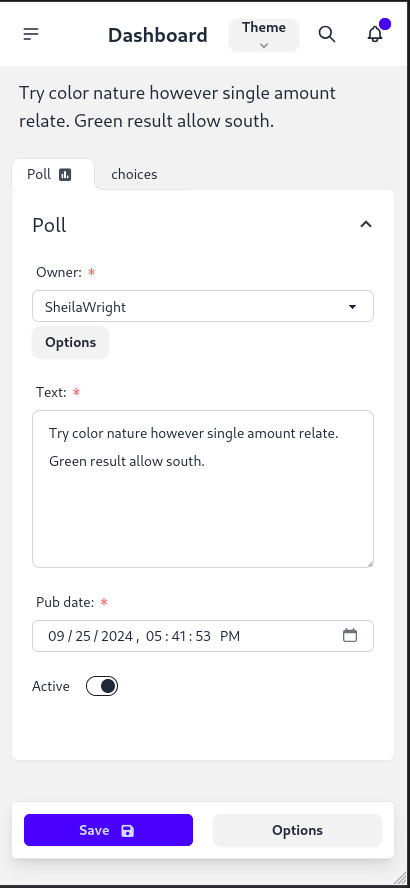 Dashboard
Theme
Try color nature however single amount
relate. Green result allow south.
Poll
choices
Poll
Owner: *
SheilaWright
Options
Text: *
Try color nature however single amount relate.
Green result allow south.
Pub date: *
09/25/2024, 05:41:53 PM
Active
Save
Options